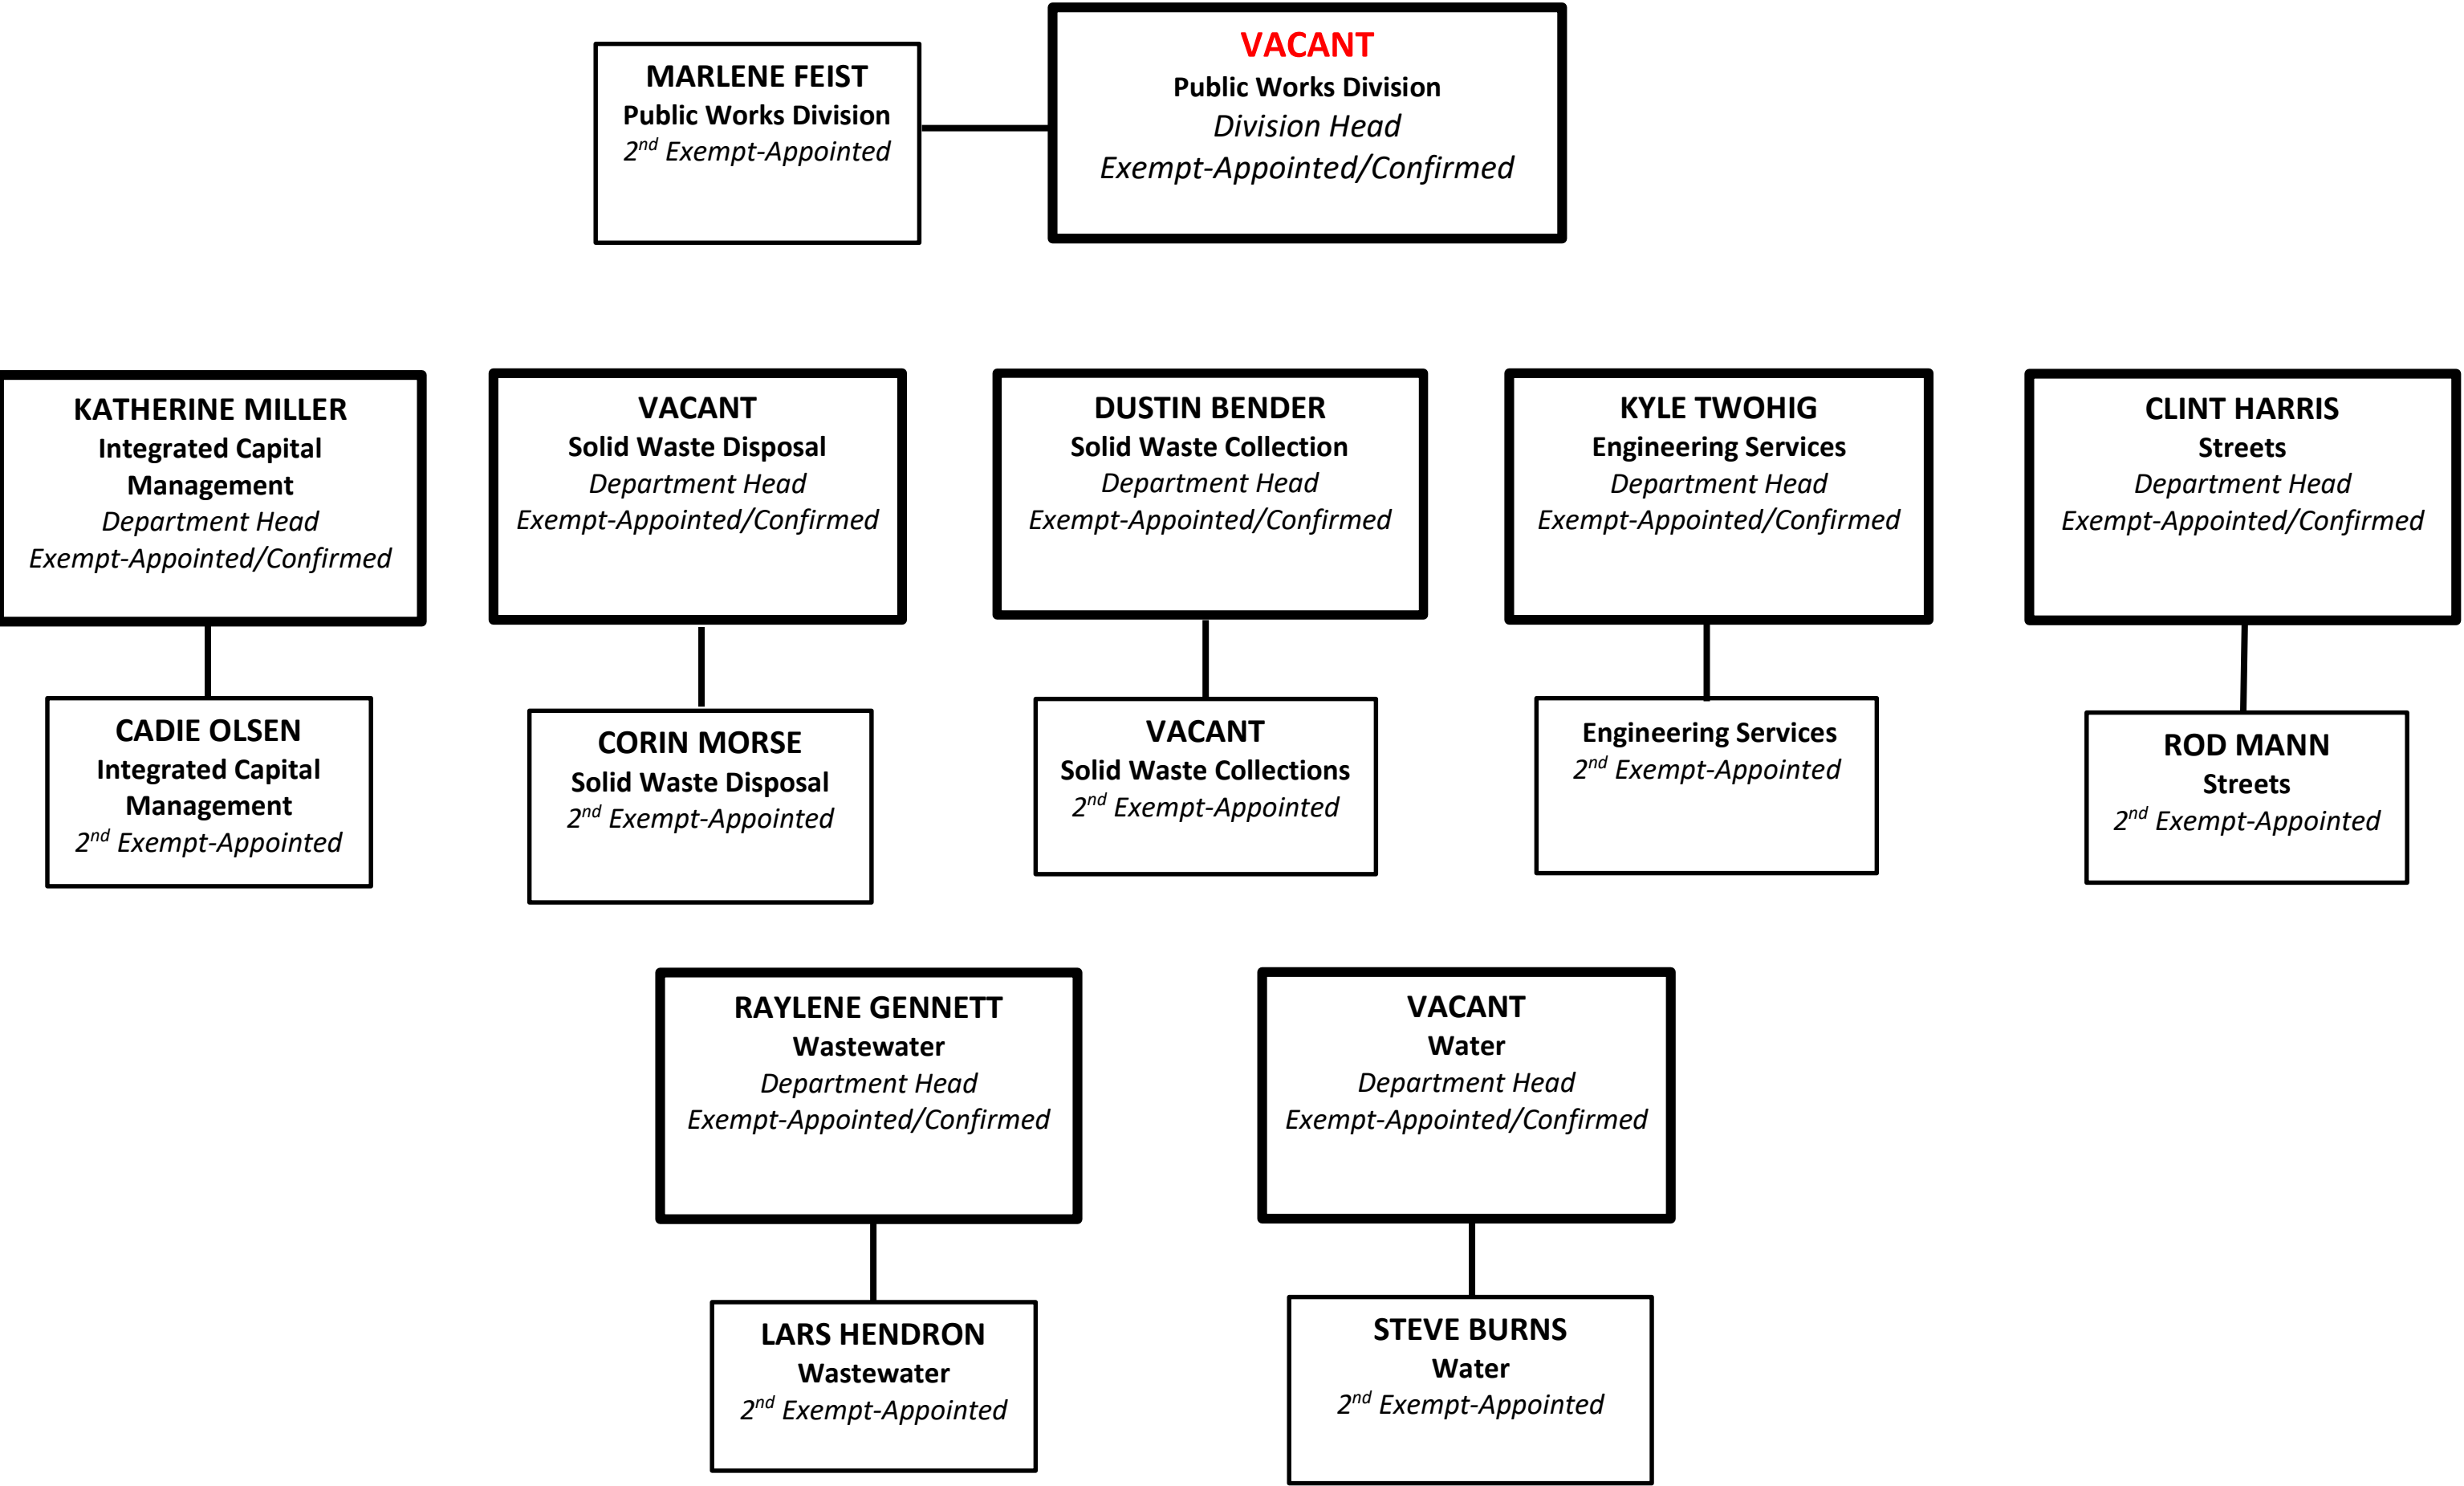 MARLENE FEIST
Public Works Division
2nd Exempt-Appointed
VACANT
Public Works Division
Division Head
Exempt-Appointed/Confirmed
KATHERINE MILLER
Integrated Capital
Management
Department Head
Exempt-Appointed/Confirmed
VACANT
Solid Waste Disposal
Department Head
Exempt-Appointed/Confirmed
DUSTIN BENDER
Solid Waste Collection
Department Head
Exempt-Appointed/Confirmed
KYLE TWOHIG
Engineering Services
Department Head
Exempt-Appointed/Confirmed
CLINT HARRIS
Streets
Department Head
Exempt-Appointed/Confirmed
CADIE OLSEN
Integrated Capital
Management
2nd Exempt-Appointed
CORIN MORSE
Solid Waste Disposal
2nd Exempt-Appointed
VACANT
Solid Waste Collections
2nd Exempt-Appointed
Engineering Services
2nd Exempt-Appointed
ROD MANN
Streets
2nd Exempt-Appointed
RAYLENE GENNETT
Wastewater
Department Head
Exempt-Appointed/Confirmed
VACANT
Water
Department Head
Exempt-Appointed/Confirmed
LARS HENDRON
Wastewater
2nd Exempt-Appointed
STEVE BURNS
Water
2nd Exempt-Appointed